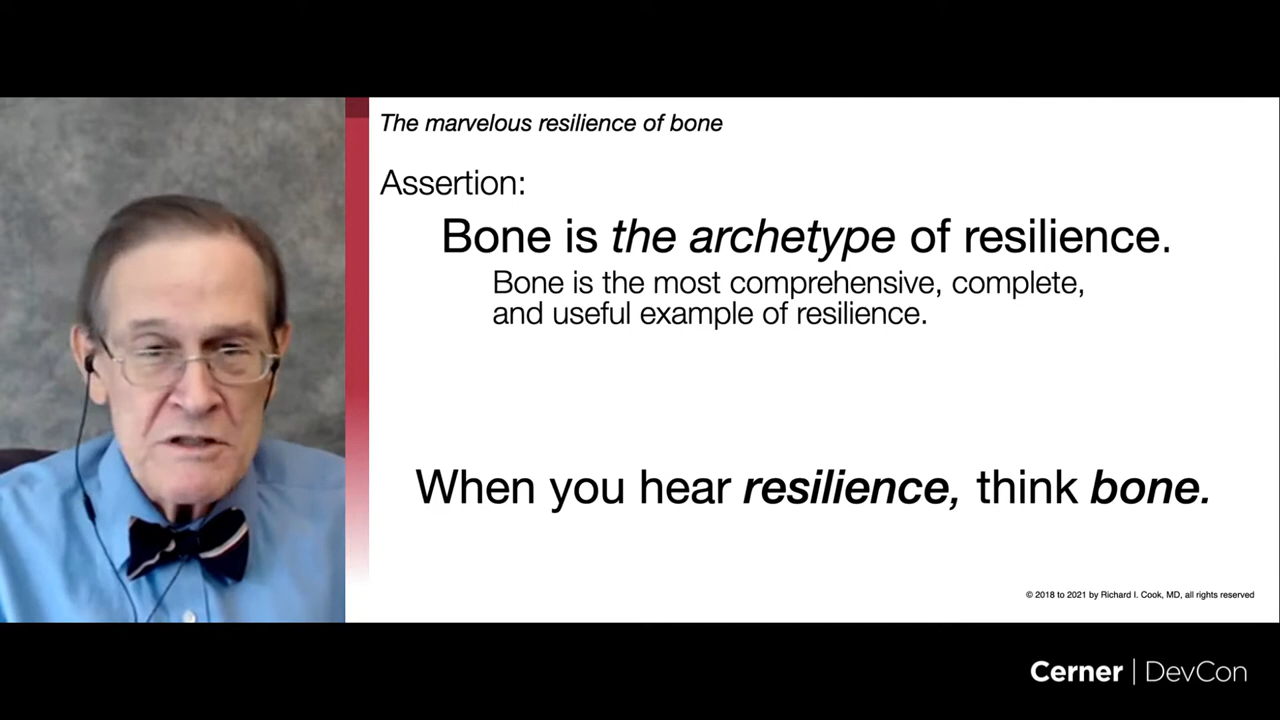 The marvelous resilience of bone
Assertion:
Bone is the archetype of resilience.
Bone is the most comprehensive, complete,
and useful example of resilience.
When you hear resilience, think bone.
© 2018 to 2021 by Richard I. Cook, MD, all rights reserved
Cerner | DevCon